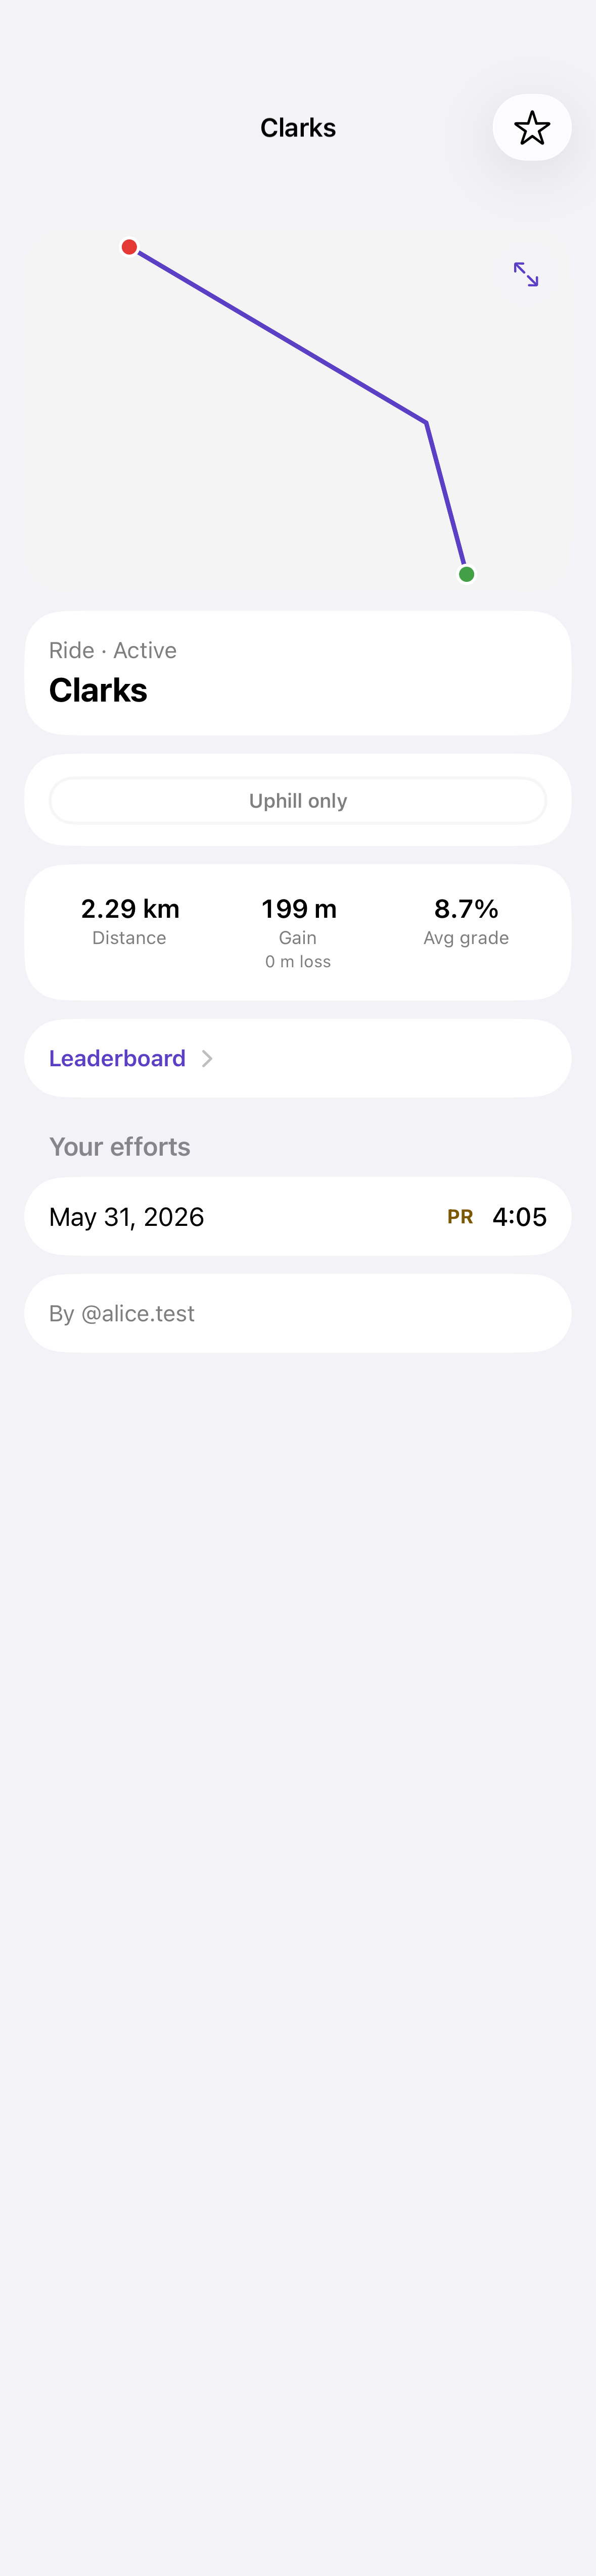 Clarks
Ride · Active
Clarks
Uphill only
2.29 km
Distance
199 m
Gain
0 m loss
8.7%
Avg grade
Leaderboard
Your efforts
May 31, 2026 PR 4:05
By @alice.test